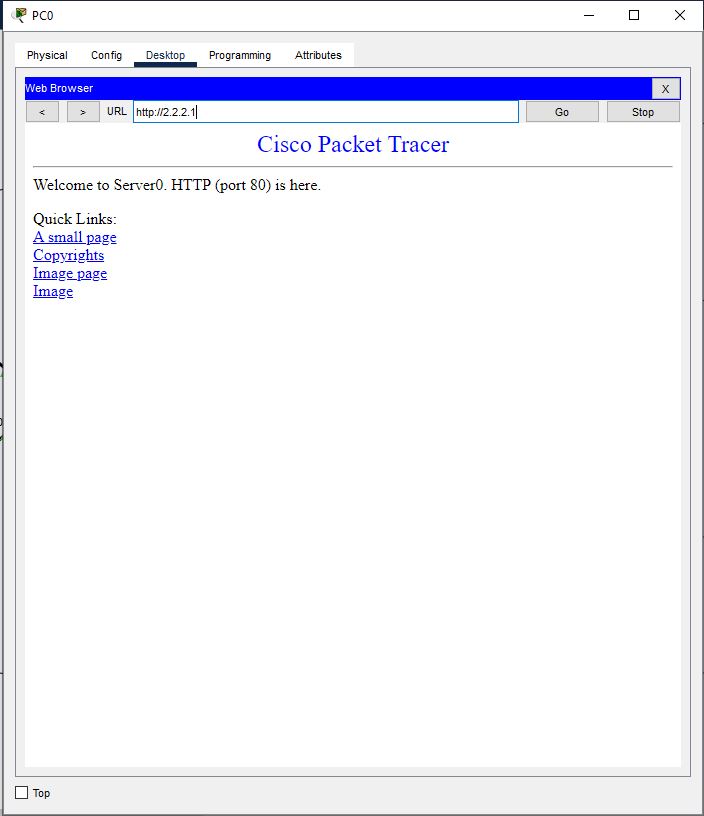 PC0
Physical Config Desktop Programming Attributes
Web Browser X
< > URL http://2.2.2.1 Go Stop
Cisco Packet Tracer
Welcome to Server0. HTTP (port 80) is here.
Quick Links:
A small page
Copyrights
Image page
Image
Top